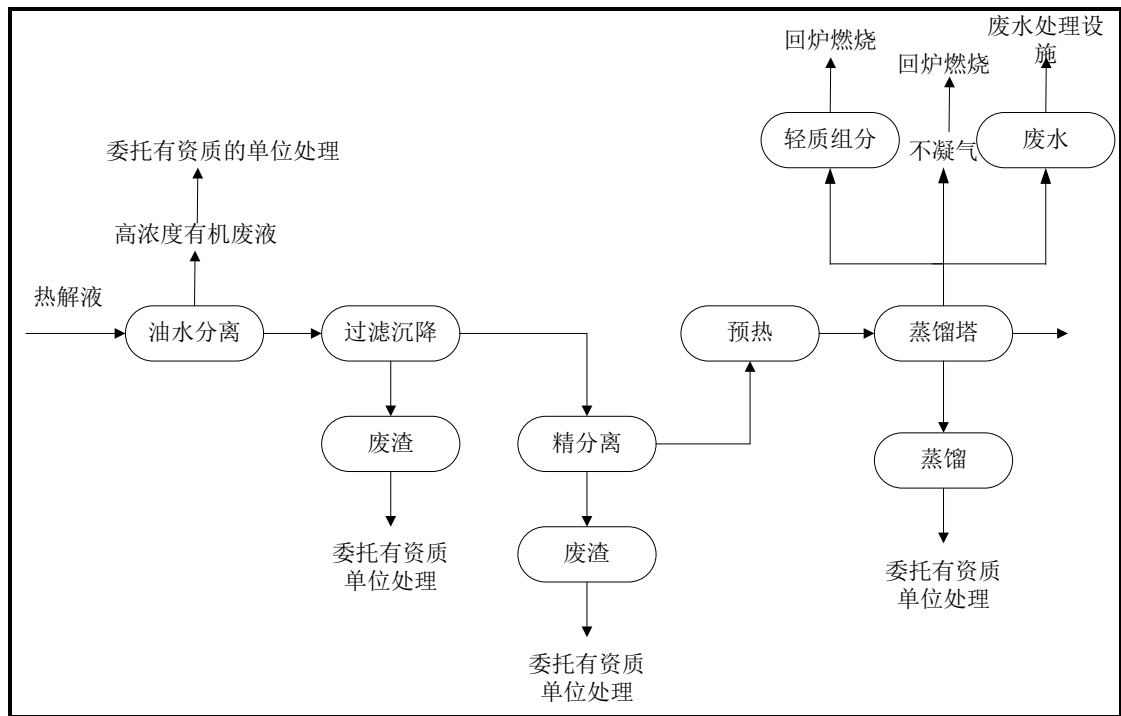 回炉燃烧
回炉燃烧
废水处理设
施
轻质组分
不凝气
废水
委托有资质的单位处理
高浓度有机废液
热解液
油水分离
过滤沉降
预热
蒸馏塔
废渣
精分离
蒸馏
委托有资质
单位处理
废渣
委托有资质
单位处理
委托有资质
单位处理